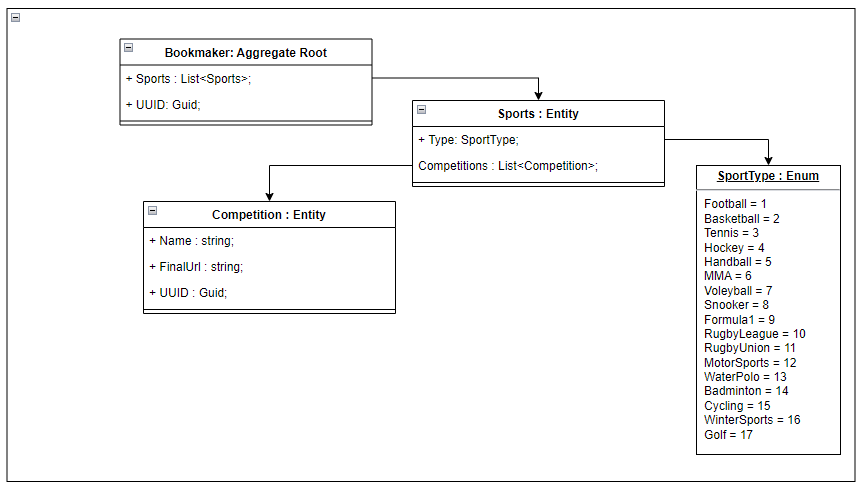 Bookmaker: Aggregate Root
+ Sports : List<Sports>;
+ UUID: Guid;
Sports : Entity
+ Type: SportType;
Competitions : List<Competition>;
Competition : Entity
+ Name : string;
+ FinalUrl : string;
+ UUID : Guid;
SportType : Enum
Football = 1
Basketball = 2
Tennis = 3
Hockey = 4
Handball = 5
MMA = 6
Voleyball = 7
Snooker = 8
Formula1 = 9
RugbyLeague = 10
RugbyUnion = 11
MotorSports = 12
WaterPolo = 13
Badminton = 14
Cycling = 15
WinterSports = 16
Golf = 17